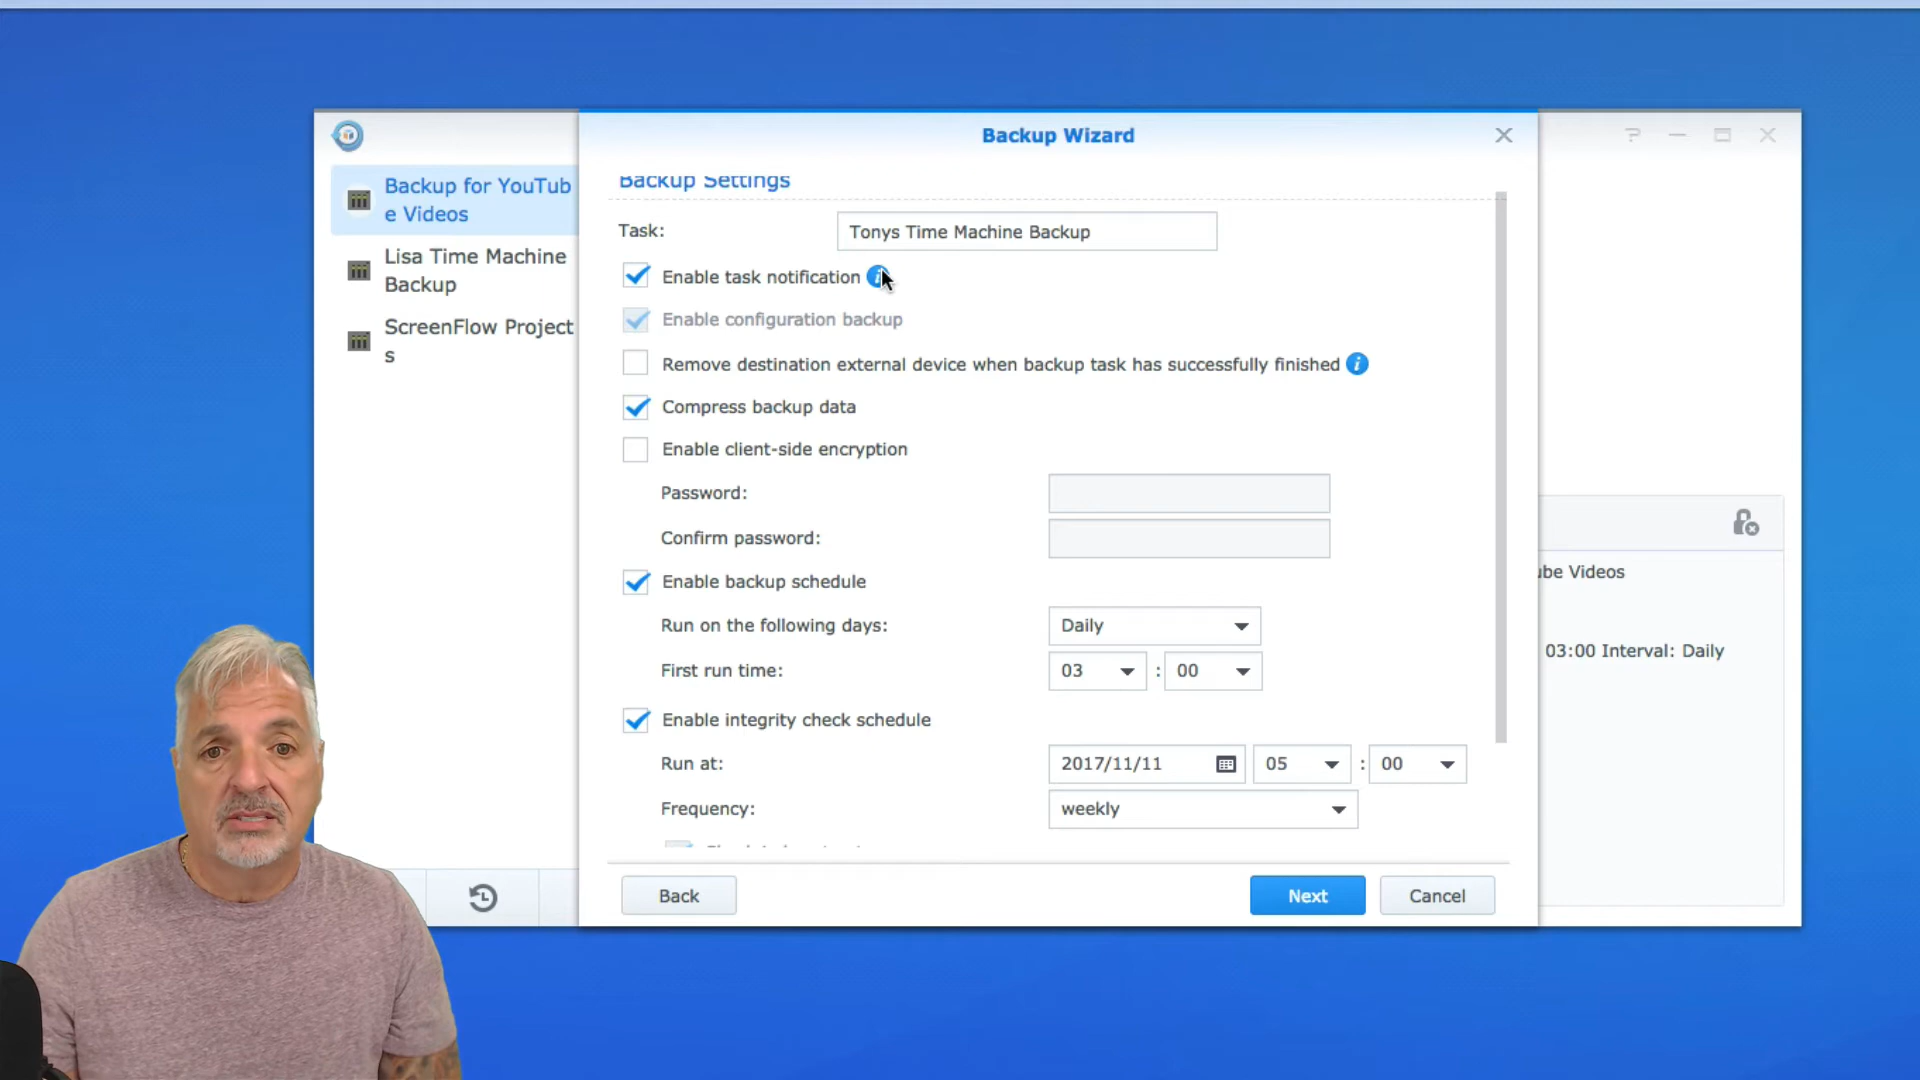 Backup Wizard
Backup for YouTub
e Videos
Lisa Time Machine
Backup
ScreenFlow Project
s
Backup Settings
Task: Tonys Time Machine Backup
Enable task notification
Enable configuration backup
Remove destination external device when backup task has successfully finished
Compress backup data
Enable client-side encryption
Password:
Confirm password:
Enable backup schedule
Run on the following days: Daily
First run time: 03 : 00
Enable integrity check schedule
Run at: 2017/11/11 05 : 00
Frequency: weekly
Back Next Cancel
ube Videos
03:00 Interval: Daily